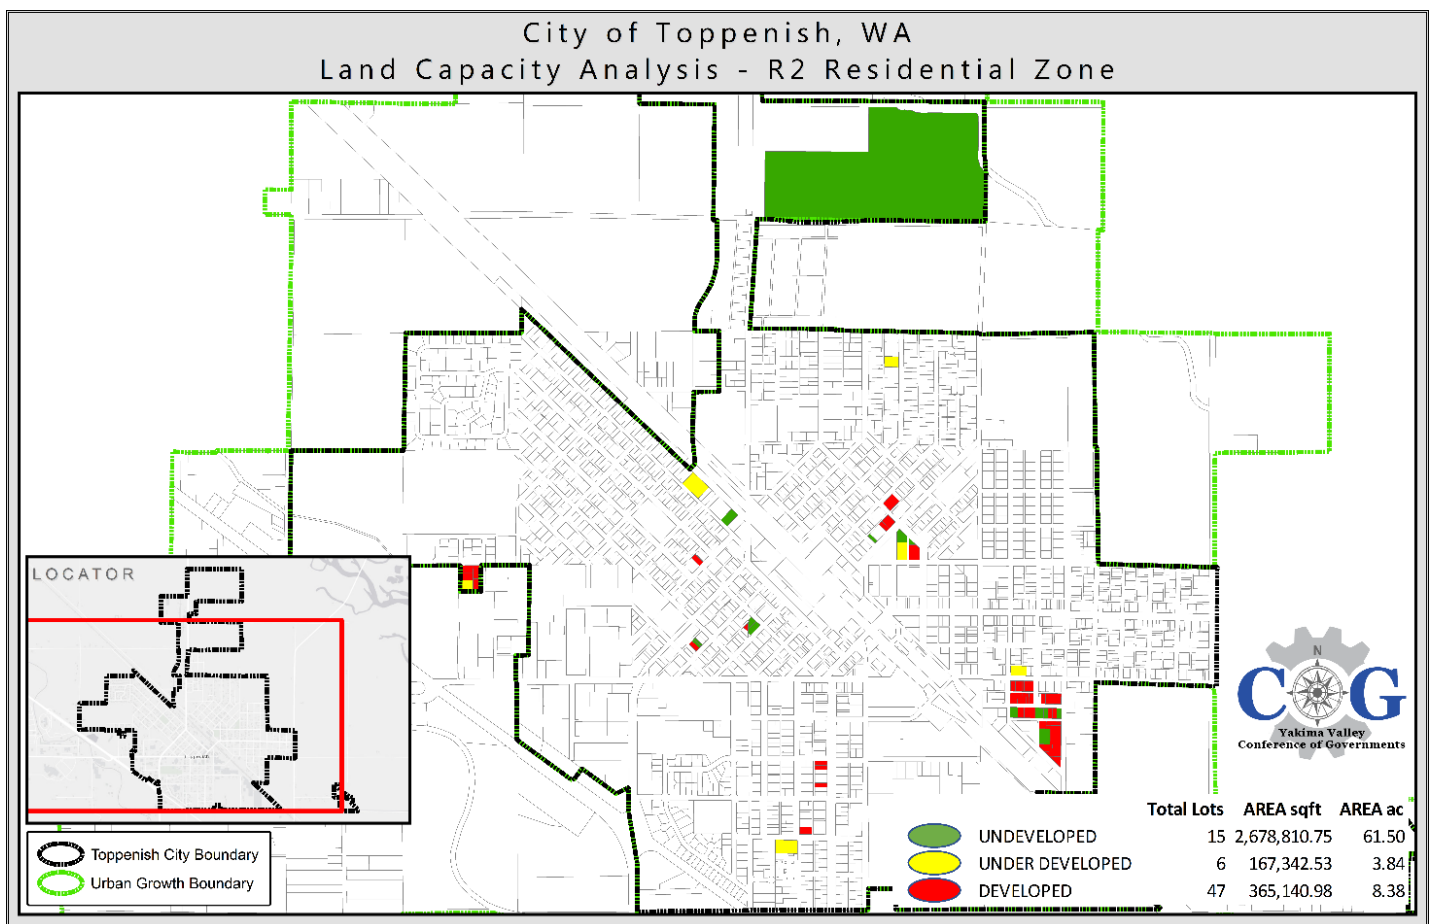 City of Toppenish, WA
Land Capacity Analysis - R2 Residential Zone
LOCATOR
N
COG
Yakima Valley
Conference of Governments
Total Lots AREA sqft AREA ac
UNDEVELOPED 15 2,678,810.75 61.50
UNDER DEVELOPED 6 167,342.53 3.84
DEVELOPED 47 365,140.98 8.38
Toppenish City Boundary
Urban Growth Boundary